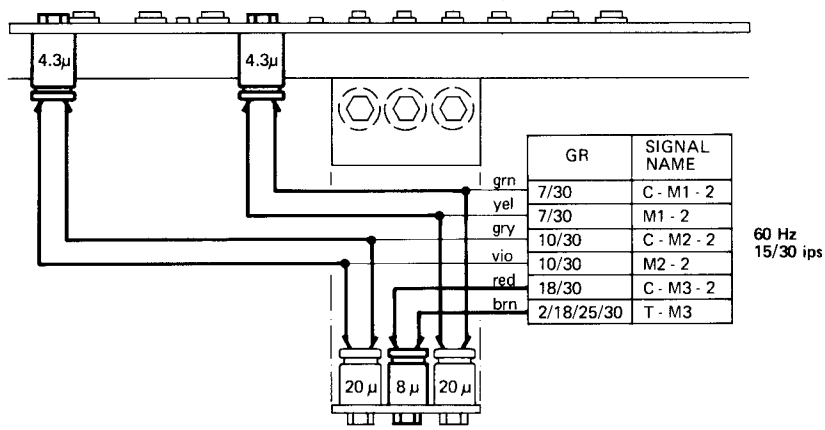 4.3μ 4.3μ
GR SIGNAL NAME
grn 7/30 C - M1 - 2
yel 7/30 M1 - 2
gry 10/30 C - M2 - 2
vio 10/30 M2 - 2
red 18/30 C - M3 - 2
brn 2/18/25/30 T - M3
60 Hz
15/30 ips
20 μ 8 μ 20 μ